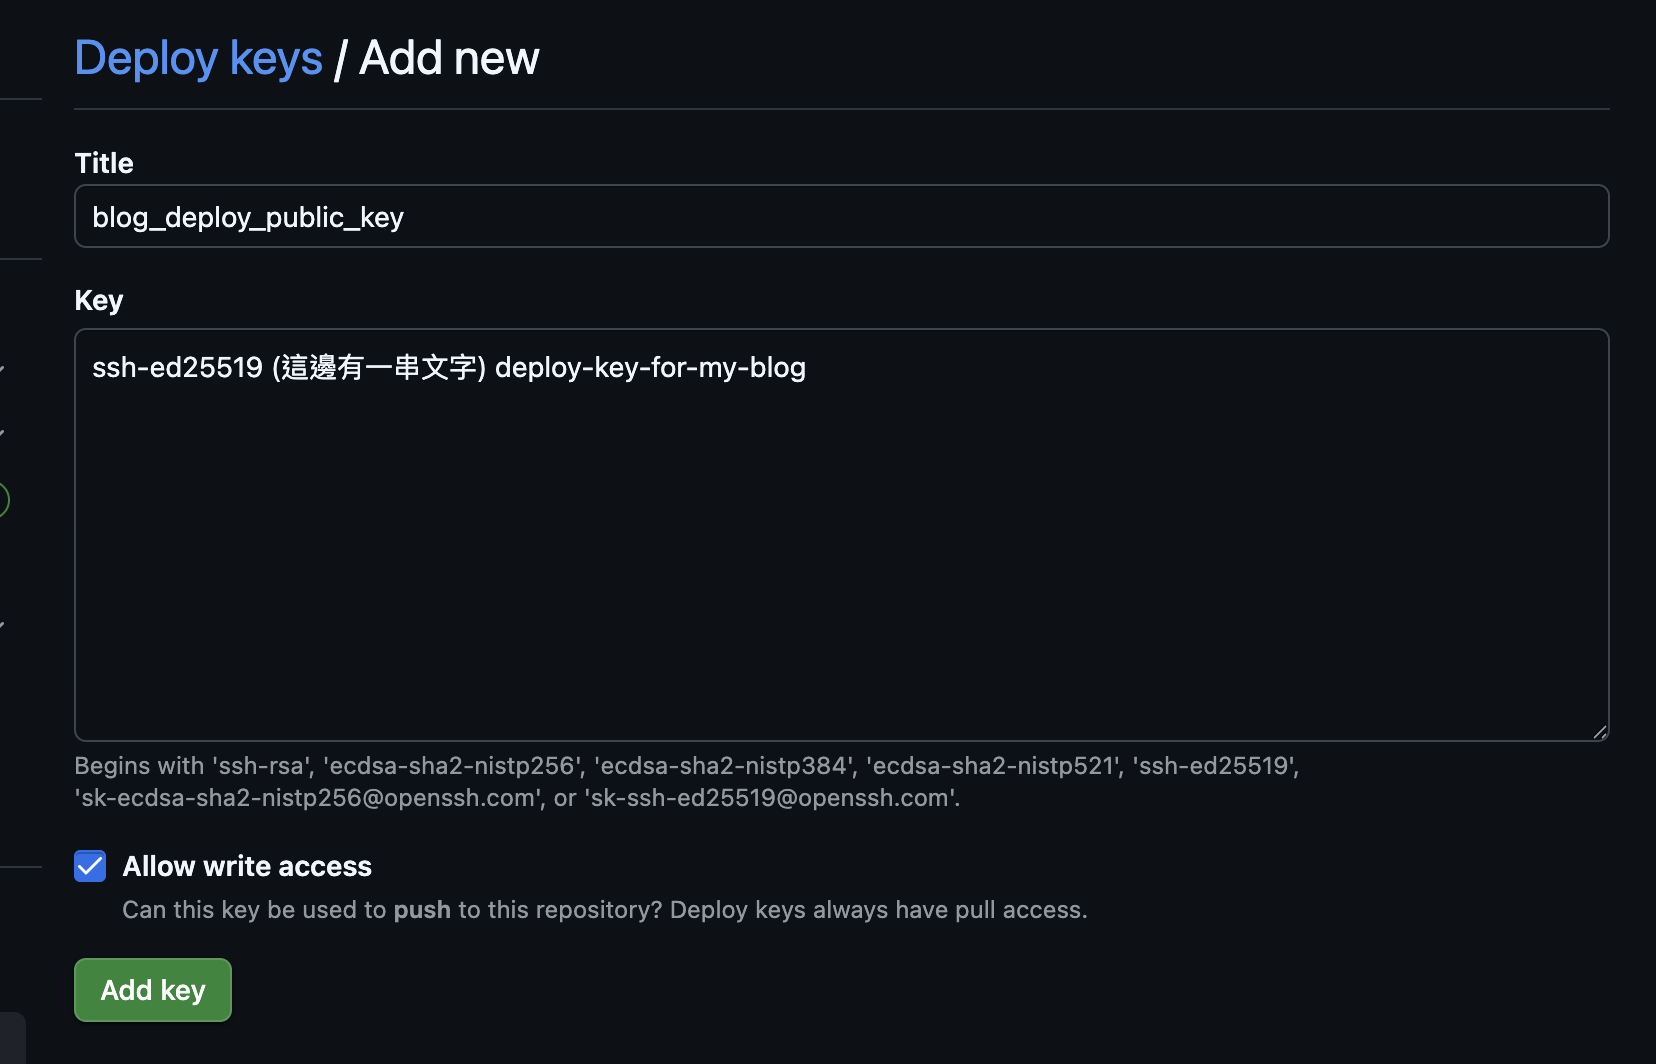 Deploy keys / Add new
Title
blog_deploy_public_key
Key
ssh-ed25519 (這邊有一串文字) deploy-key-for-my-blog
Begins with 'ssh-rsa', 'ecdsa-sha2-nistp256', 'ecdsa-sha2-nistp384', 'ecdsa-sha2-nistp521', 'ssh-ed25519',
'sk-ecdsa-sha2-nistp256@openssh.com', or 'sk-ssh-ed25519@openssh.com'.
Allow write access
Can this key be used to push to this repository? Deploy keys always have pull access.
Add key